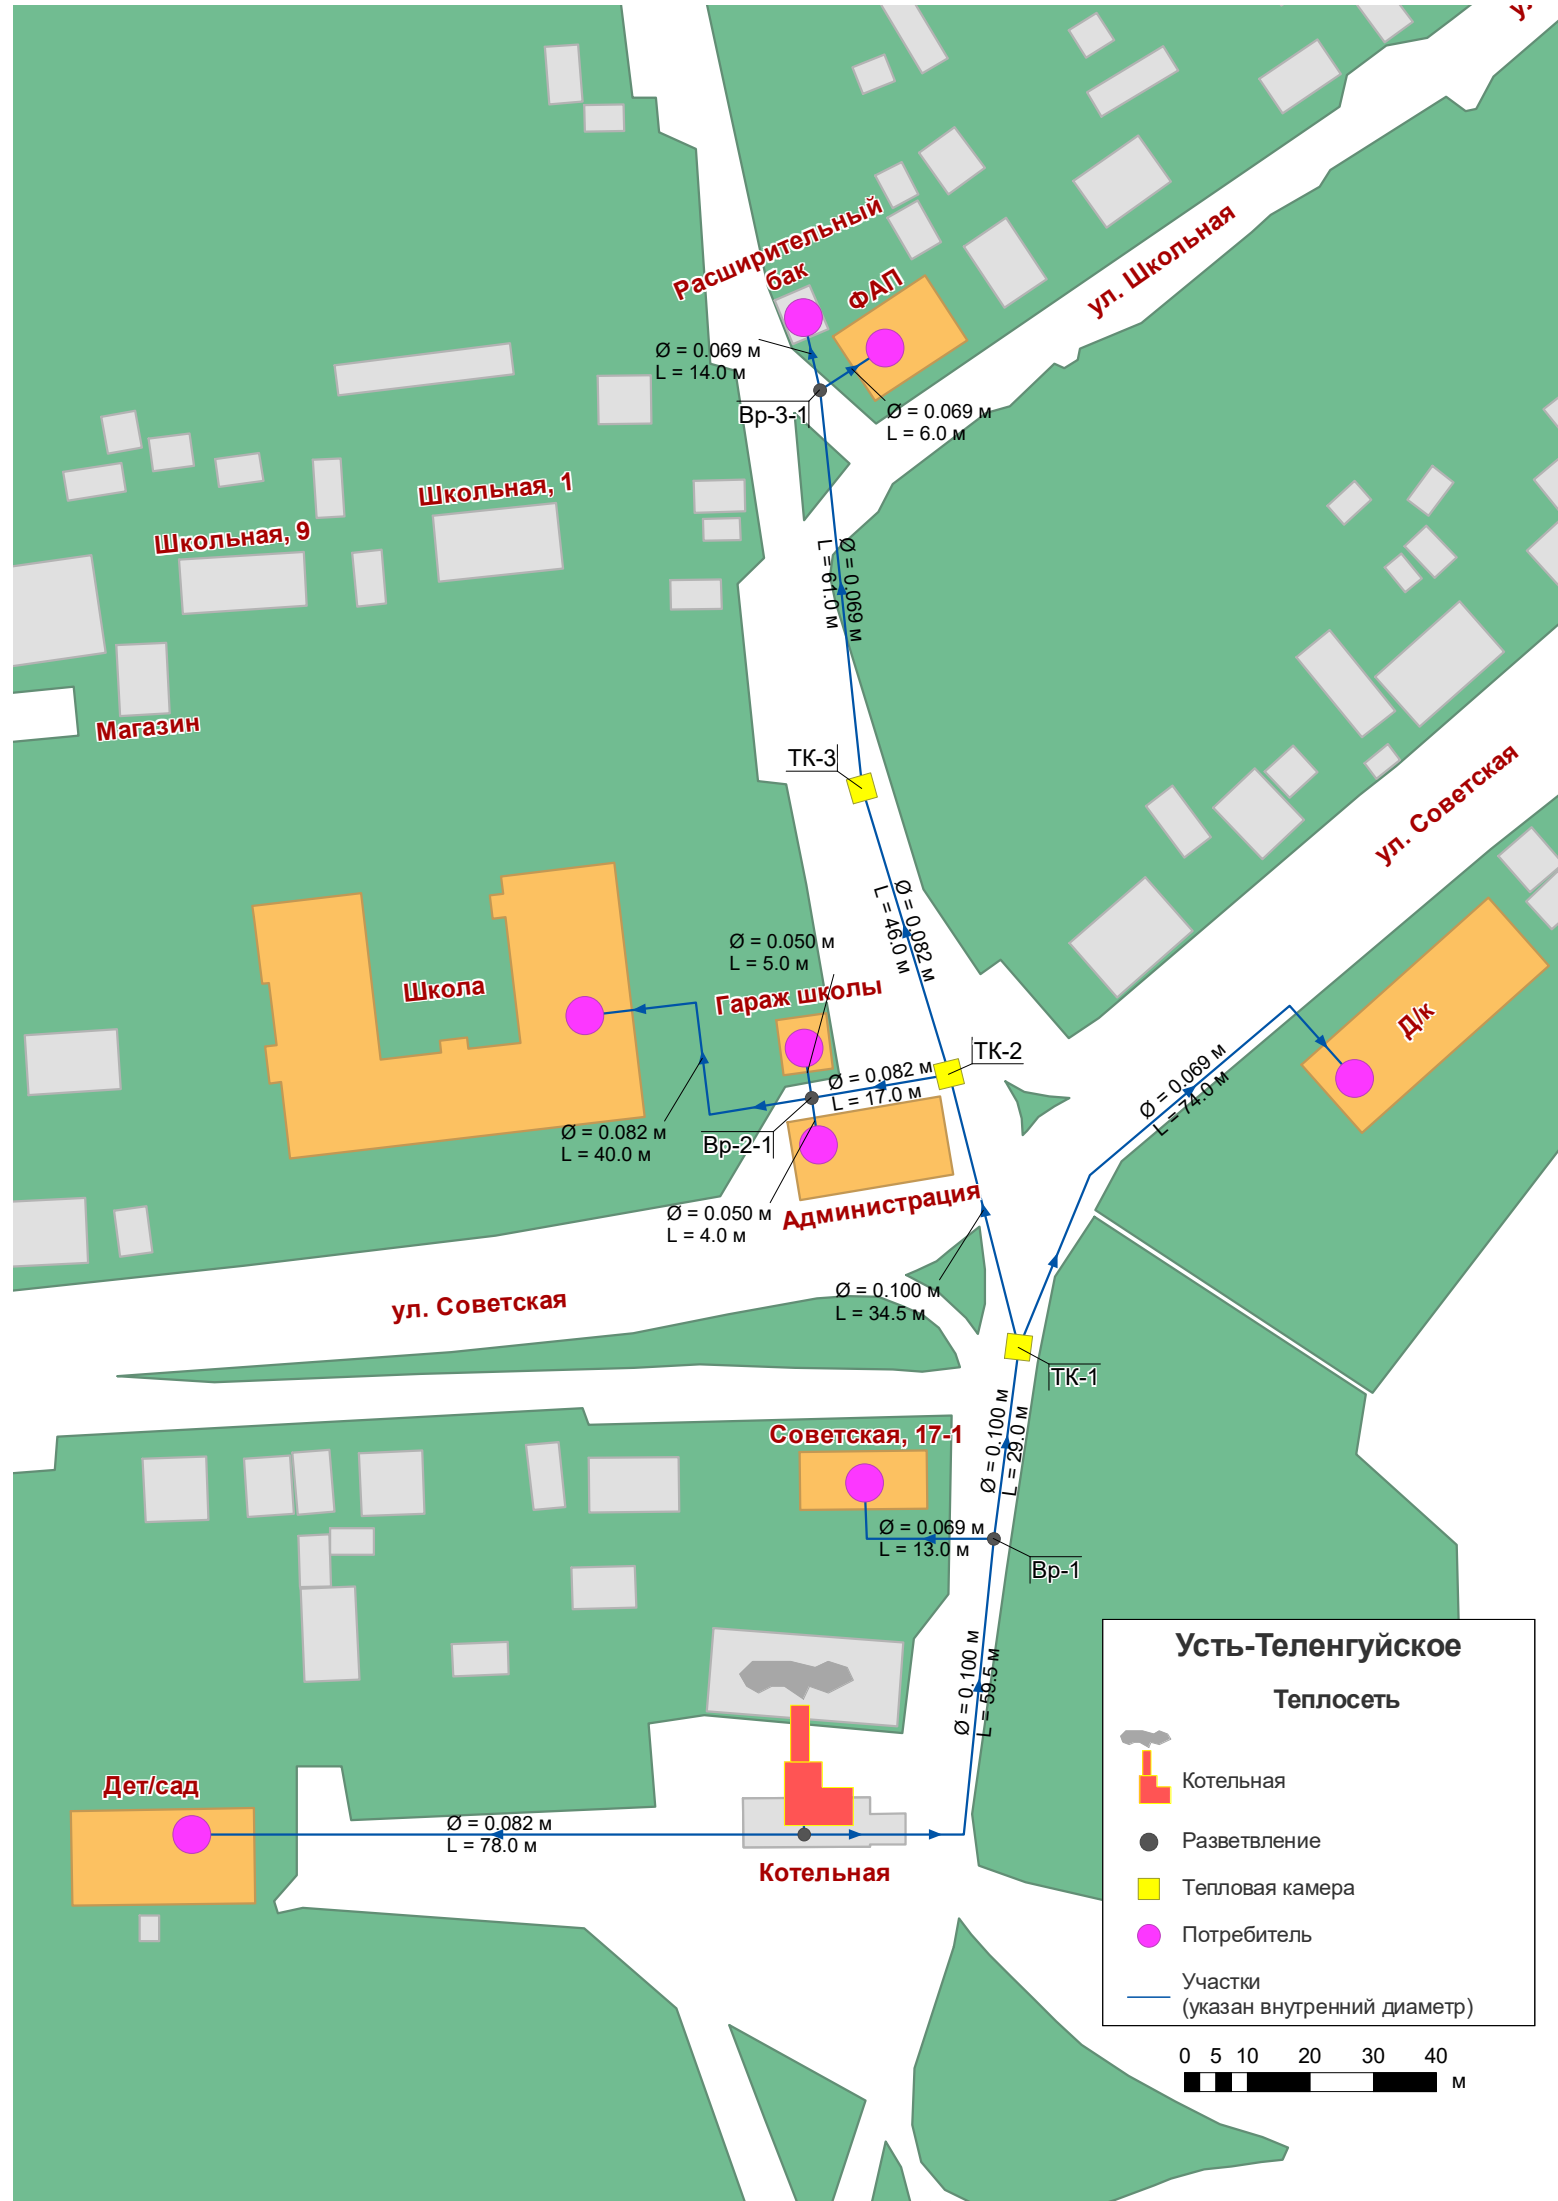 Расширительный
бак
ФАП
ул. Школьная
Ø = 0.069 м
L = 14.0 м
Вр-3-1
Ø = 0.069 м
L = 6.0 м
Школьная, 1
Школьная, 9
Ø = 0.069 м
L = 61.0 м
Магазин
ТК-3
ул. Советская
Ø = 0.082 м
L = 46.0 м
Ø = 0.050 м
L = 5.0 м
Школа
Гараж школы
Д/к
ТК-2
Ø = 0.082 м
L = 17.0 м
Ø = 0.069 м
L = 74.0 м
Ø = 0.082 м
L = 40.0 м
Вр-2-1
Ø = 0.050 м
L = 4.0 м
Администрация
ул. Советская
Ø = 0.100 м
L = 34.5 м
ТК-1
Ø = 0.100 м
L = 29.0 м
Советская, 17-1
Ø = 0.069 м
L = 13.0 м
Вр-1
Ø = 0.100 м
L = 59.5 м
Дет/сад
Ø = 0.082 м
L = 78.0 м
Котельная
Усть-Теленгуйское
Теплосеть
Котельная
Разветвление
Тепловая камера
Потребитель
Участки
(указан внутренний диаметр)
0 5 10 20 30 40
м